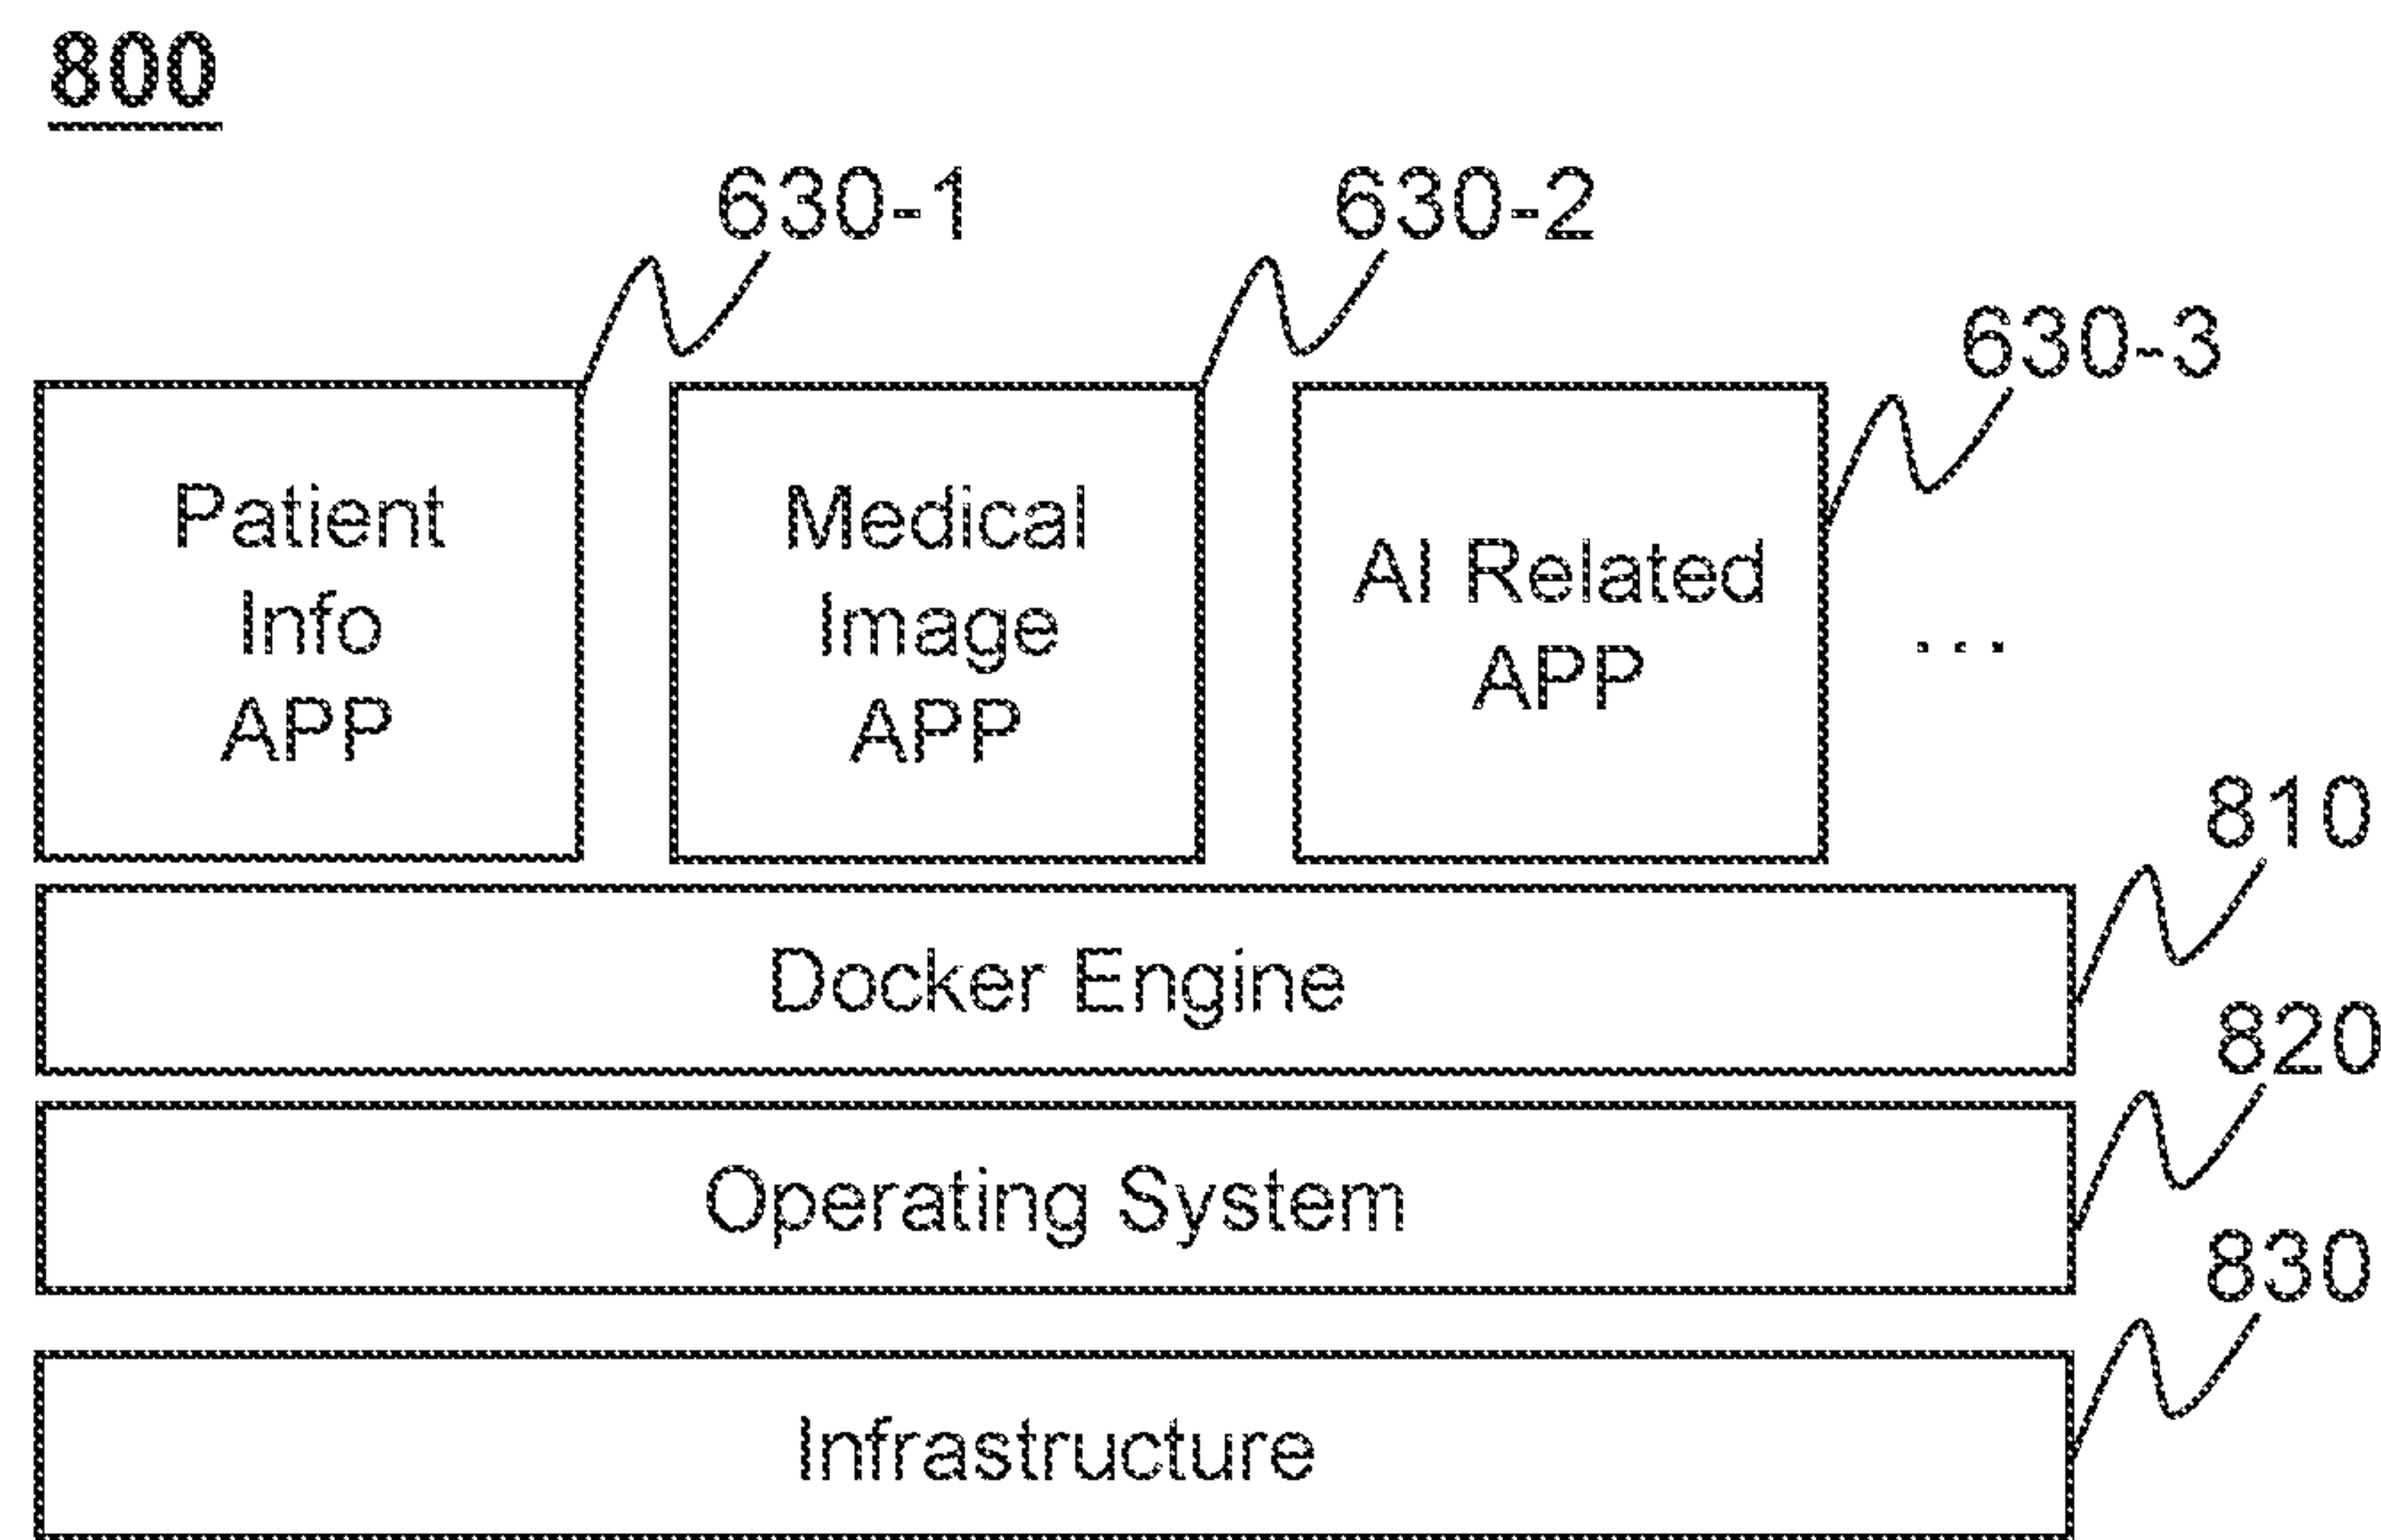 800
630-1
630-2
630-3
Patient
Info
APP
Medical
Image
APP
AI Related
APP
...
810
Docker Engine
820
Operating System
830
Infrastructure